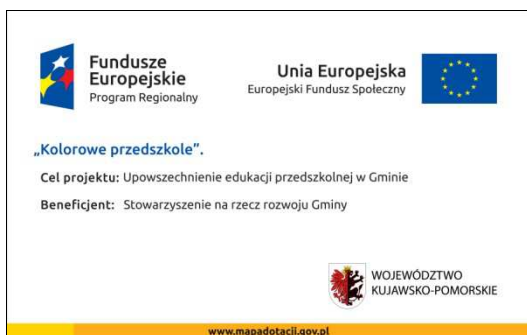 Fundusze
Europejskie
Program Regionalny
Unia Europejska
Europejski Fundusz Społeczny
„Kolorowe przedszkole”.
Cel projektu: Upowszechnienie edukacji przedszkolnej w Gminie
Beneficjent: Stowarzyszenie na rzecz rozwoju Gminy
WOJEWÓDZTWO
KUJAWSKO-POMORSKIE
www.mapadotacji.gov.pl